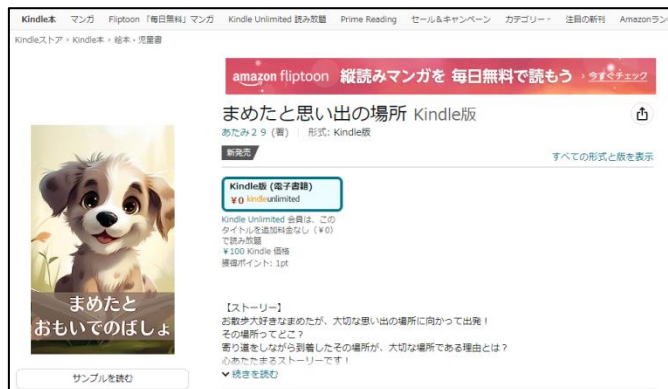 Kindle本 マンガ Fliptoon 「毎日無料」マンガ Kindle Unlimited 読み放題 Prime Reading セール&キャンペーン カテゴリー 注目の新刊 Amazonラン
Kindleストア › Kindle本 › 絵本・児童書
amazon fliptoon 縦読みマンガを 毎日無料で読もう › 今すぐチェック
まめたと思い出の場所 Kindle版
あたみ29 (著) 形式: Kindle版
新発売
すべての形式と版を表示
Kindle版 (電子書籍)
¥0 kindleunlimited
Kindle Unlimited 会員は、この
タイトルを追加料金なし(¥0)
で読み放題
¥100 Kindle 価格
獲得ポイント: 1pt
まめたと
おもいでのばしょ
サンプルを読む
【ストーリー】
お散歩大好きなまめたが、大切な思い出の場所に向かって出発!
その場所ってどこ?
寄り道をしながら到着したその場所が、大切な場所である理由とは?
心あたたまるストーリーです!
続きを読む